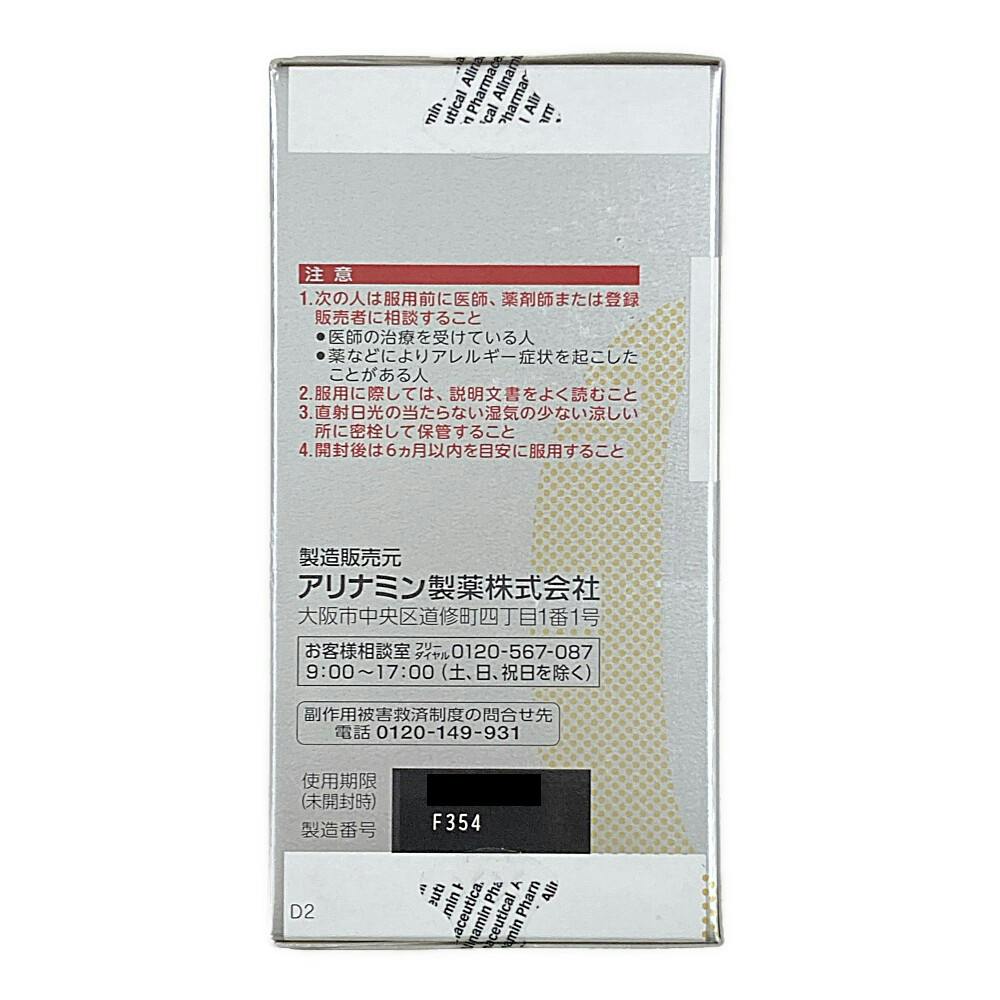 注意
1.次の人は服用前に医師、薬剤師または登録
販売者に相談すること
●医師の治療を受けている人
●薬などによりアレルギー症状を起こした
ことがある人
2.服用に際しては、説明文書をよく読むこと
3.直射日光の当たらない湿気の少ない涼しい
所に密栓して保管すること
4.開封後は6ヵ月以内を目安に服用すること
製造販売元
アリナミン製薬株式会社
大阪市中央区道修町四丁目1番1号
お客様相談室 フリーダイヤル 0120-567-087
9:00～17:00（土、日、祝日を除く）
副作用被害救済制度の問合せ先
電話 0120-149-931
使用期限
(未開封時)
製造番号
F354
D2